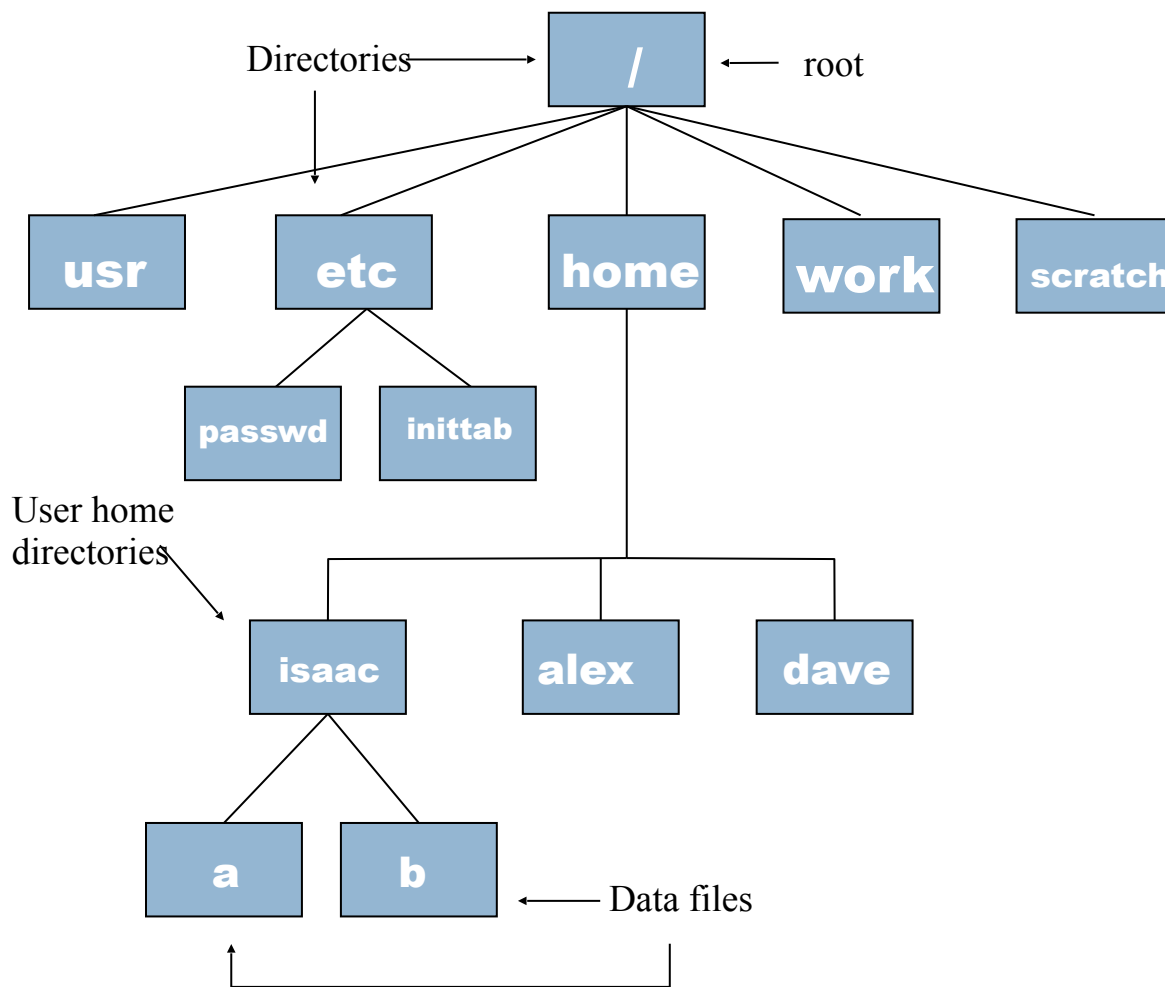 Directories
/
root
usr
etc
home
work
scratch
passwd
inittab
User home
directories
isaac
alex
dave
a
b
Data files